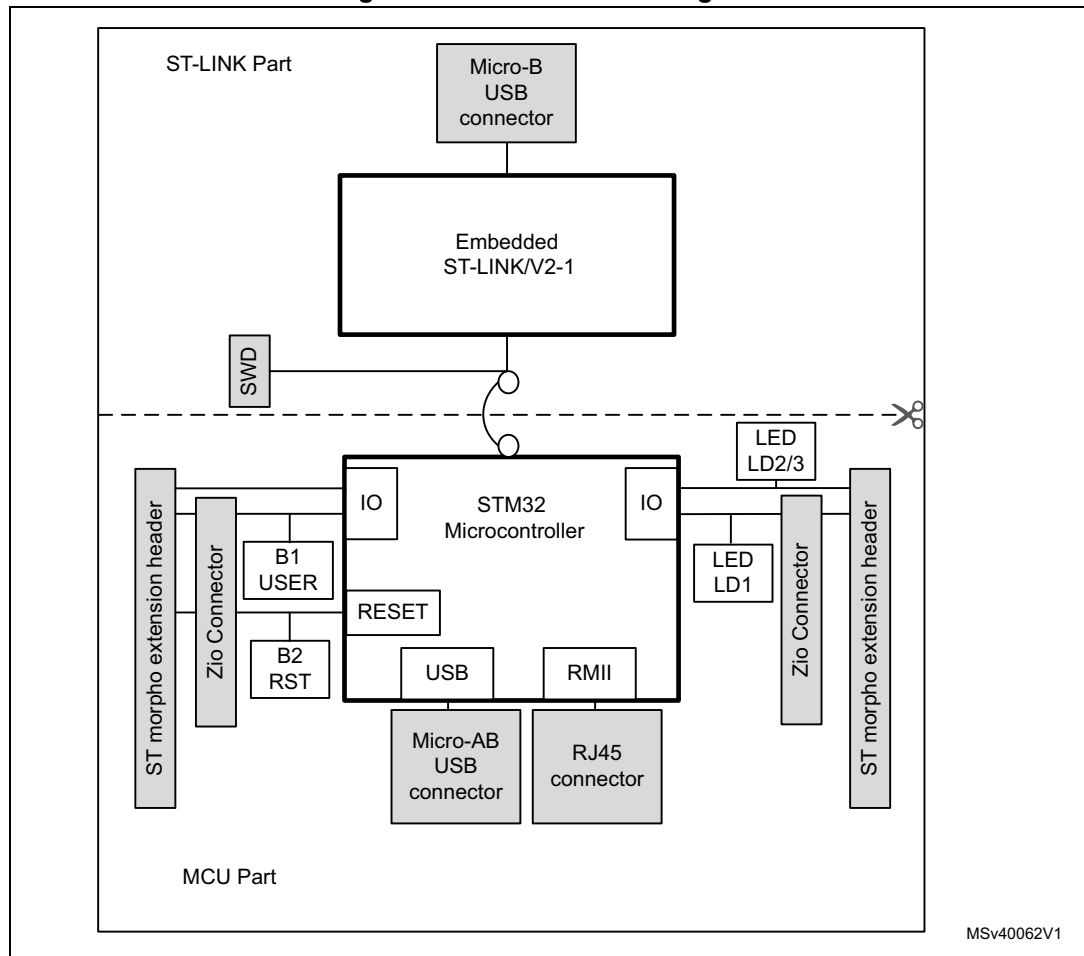 ST-LINK Part
Micro-B
USB
connector
Embedded
ST-LINK/V2-1
SWD
LED
LD2/3
ST morpho extension header
Zio Connector
IO
B1
USER
STM32
Microcontroller
IO
LED
LD1
Zio Connector
ST morpho extension header
RESET
B2
RST
USB
RMII
Micro-AB
USB
connector
RJ45
connector
MCU Part
MSv40062V1